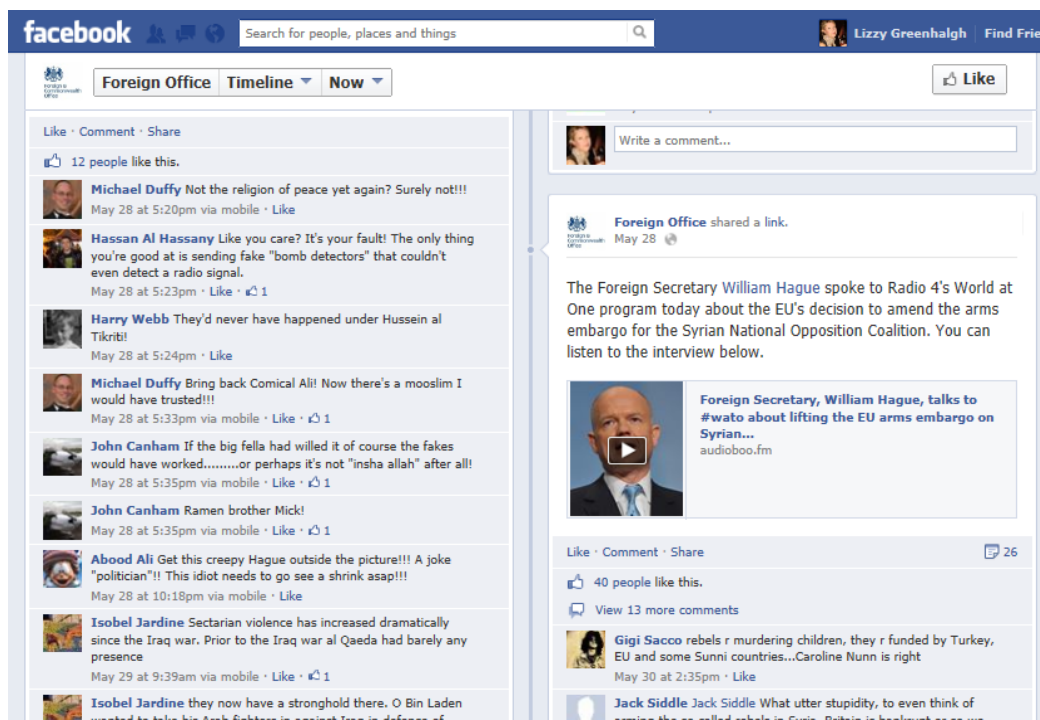 facebook
Search for people, places and things
Lizzy Greenhalgh
Find Frie
Foreign Office
Timeline
Now
Like
Like · Comment · Share
12 people like this.
Michael Duffy Not the religion of peace yet again? Surely not!!!
May 28 at 5:20pm via mobile · Like
Hassan Al Hassany Like you care? It's your fault! The only thing
you're good at is sending fake "bomb detectors" that couldn't
even detect a radio signal.
May 28 at 5:23pm · Like · 1
Harry Webb They'd never have happened under Hussein al
Tikriti!
May 28 at 5:24pm · Like
Michael Duffy Bring back Comical Ali! Now there's a mooslim I
would have trusted!!!
May 28 at 5:33pm via mobile · Like · 1
John Canham If the big fella had willed it of course the fakes
would have worked.........or perhaps it's not "insha allah" after all!
May 28 at 5:35pm via mobile · Like · 1
John Canham Ramen brother Mick!
May 28 at 5:35pm via mobile · Like · 1
Abood Ali Get this creepy Hague outside the picture!!! A joke
"politician"!! This idiot needs to go see a shrink asap!!!
May 28 at 10:18pm via mobile · Like
Isobel Jardine Sectarian violence has increased dramatically
since the Iraq war. Prior to the Iraq war al Qaeda had barely any
presence
May 29 at 9:39am via mobile · Like · 1
Isobel Jardine they now have a stronghold there. O Bin Laden
wanted to take his Arab fighters in against Iraq in defence of
Write a comment...
Foreign Office shared a link.
May 28
The Foreign Secretary William Hague spoke to Radio 4's World at
One program today about the EU's decision to amend the arms
embargo for the Syrian National Opposition Coalition. You can
listen to the interview below.
Foreign Secretary, William Hague, talks to
#wato about lifting the EU arms embargo on
Syrian...
audioboo.fm
Like · Comment · Share
26
40 people like this.
View 13 more comments
Gigi Sacco rebels r murdering children, they r funded by Turkey,
EU and some Sunni countries...Caroline Nunn is right
May 30 at 2:35pm · Like
Jack Siddle Jack Siddle What utter stupidity, to even think of